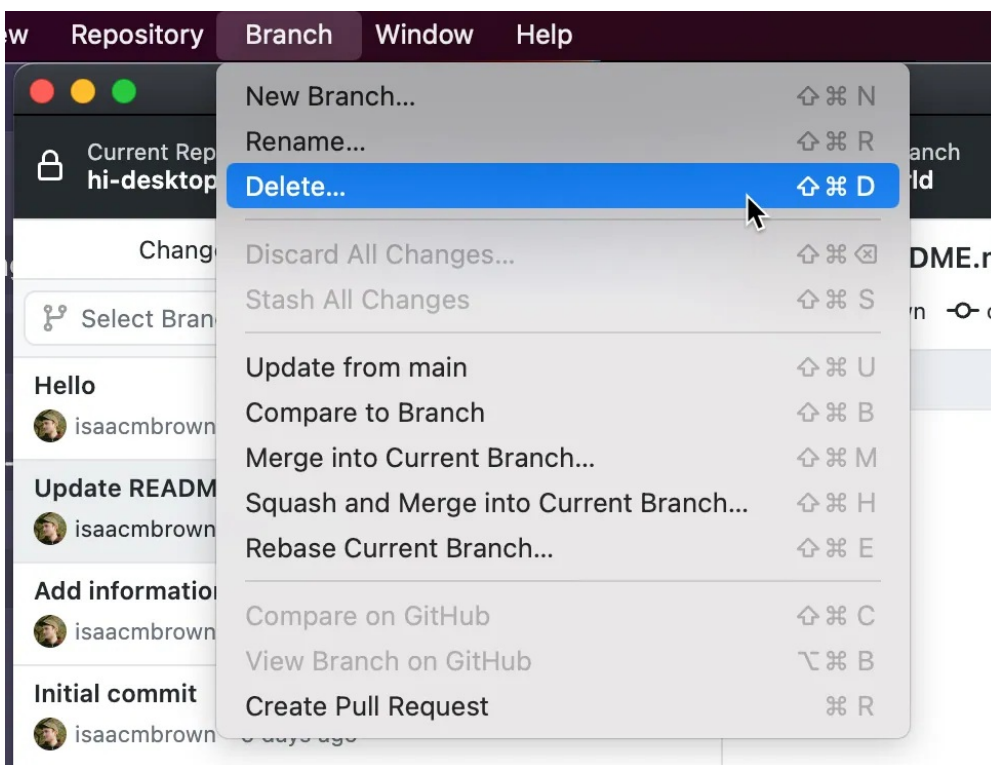 Repository Branch Window Help
New Branch... ⇧⌘N
Rename... ⇧⌘R
Delete... ⇧⌘D
Discard All Changes... ⇧⌘⌫
Stash All Changes ⇧⌘S
Update from main ⇧⌘U
Compare to Branch ⇧⌘B
Merge into Current Branch... ⇧⌘M
Squash and Merge into Current Branch... ⇧⌘H
Rebase Current Branch... ⇧⌘E
Compare on GitHub ⇧⌘C
View Branch on GitHub ⌥⌘B
Create Pull Request ⌘R
Current Rep
hi-desktop
Chang
Select Bran
Hello
isaacmbrown
Update READM
isaacmbrown
Add information
isaacmbrown
Initial commit
isaacmbrown
anch
DME.